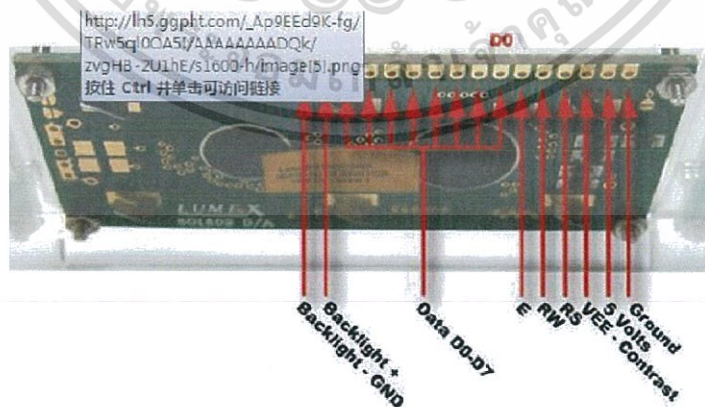 http://lh5.ggpht.com/_Ap9EEd9K-fg/
TRw5qI0OA5I/AAAAAAAADQk/
zvgHB-2U1hE/s1600-h/image[5].png
按住 Ctrl 并单击可访问链接
D0
LUMEX
Backlight - GND
Backlight +
Data D0-D7
E
RW
RS
VEE - Contrast
5 Volts
Ground